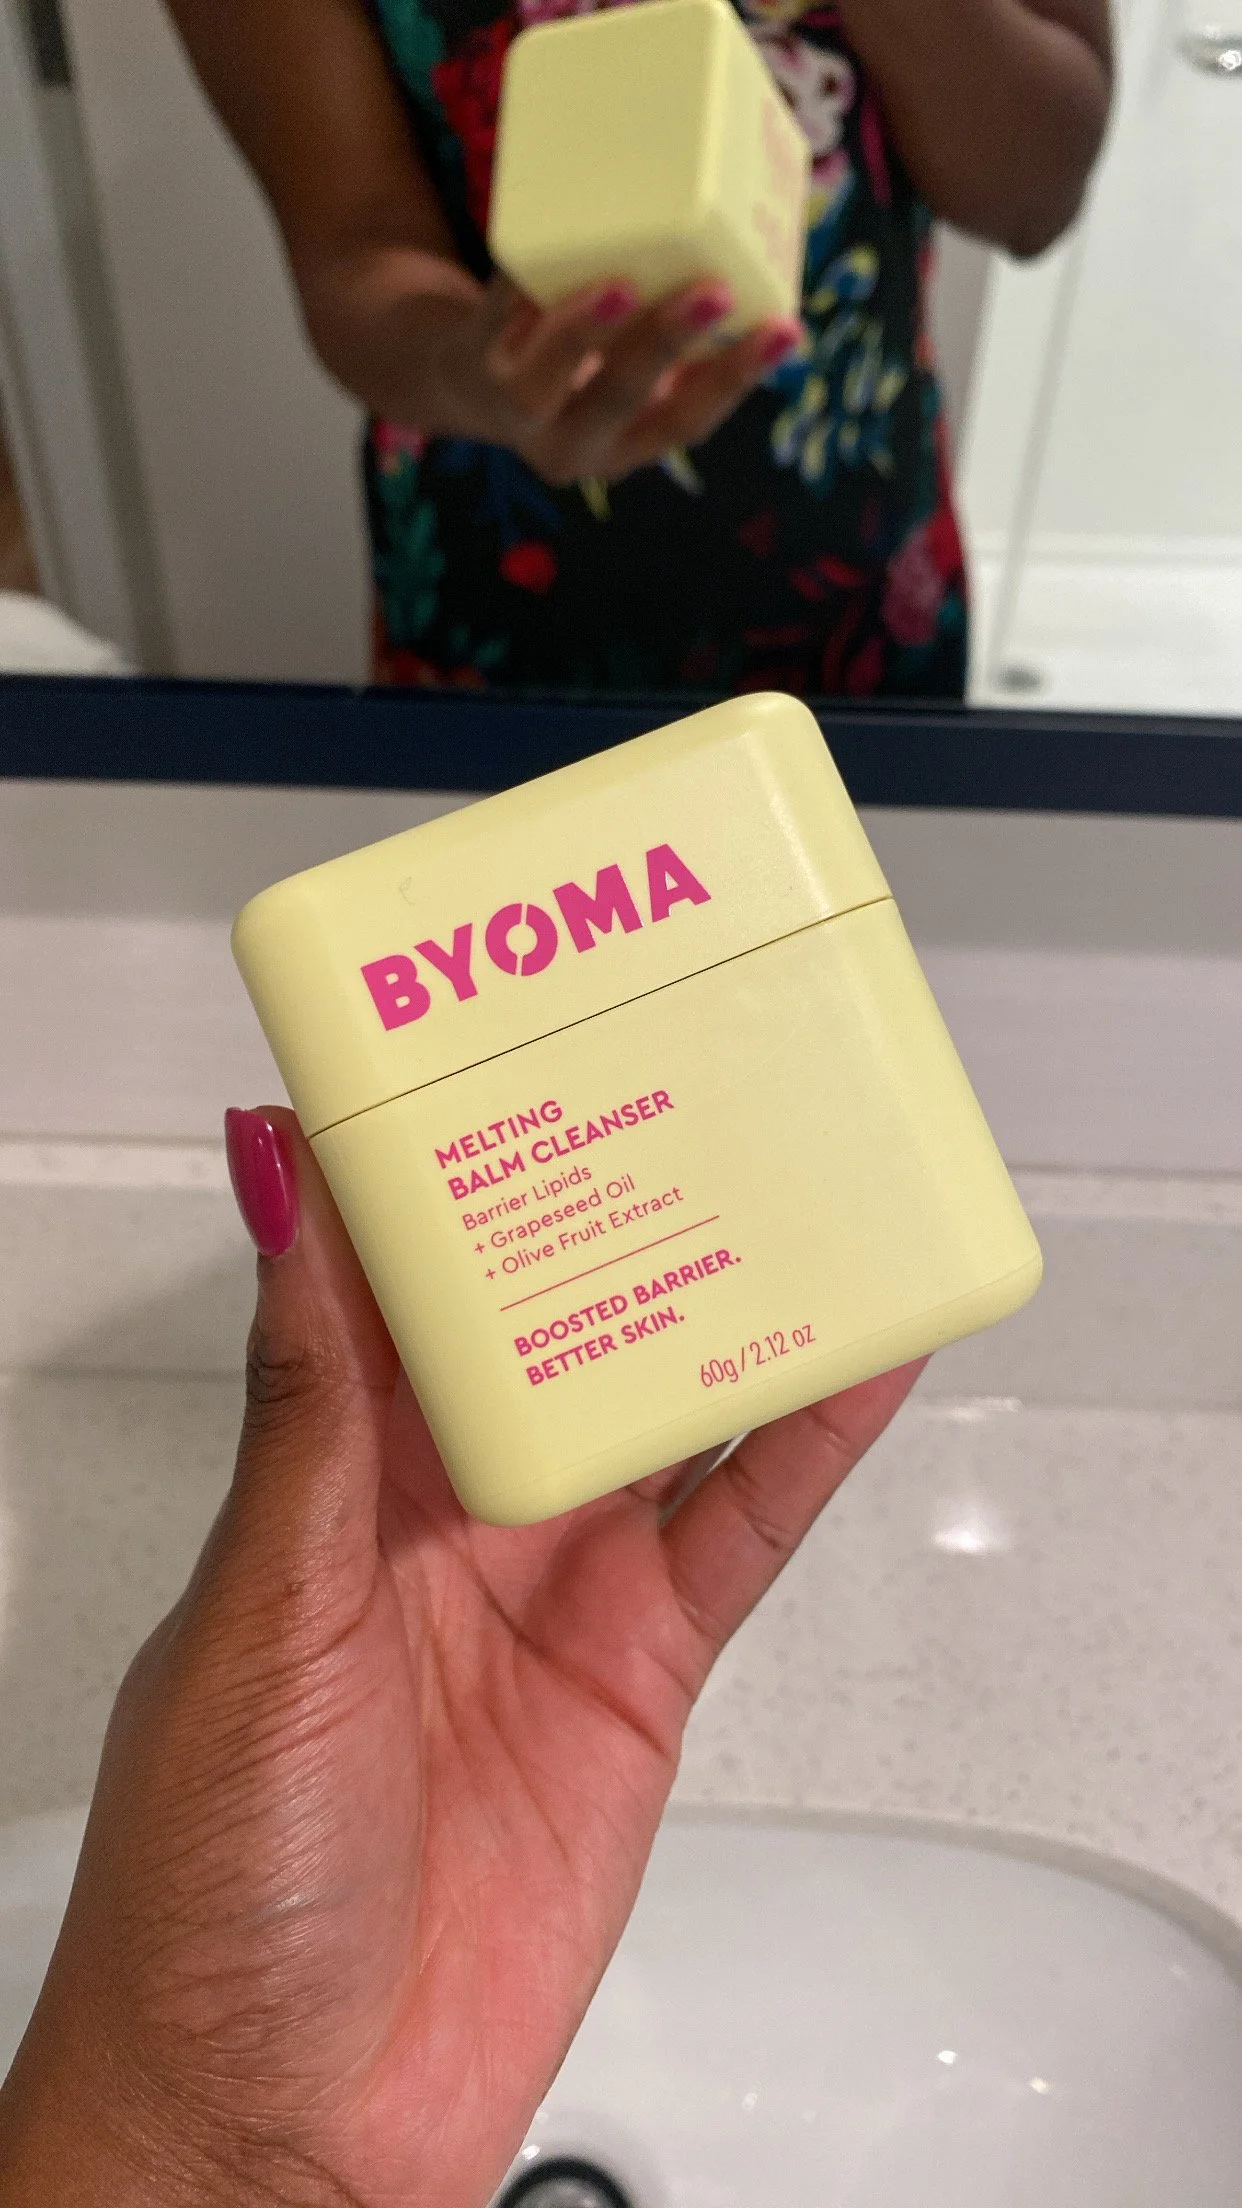 BYOMA
MELTING
BALM CLEANSER
Barrier Lipids
+ Grapeseed Oil
+ Olive Fruit Extract
BOOSTED BARRIER.
BETTER SKIN.
60g / 2.12 oz